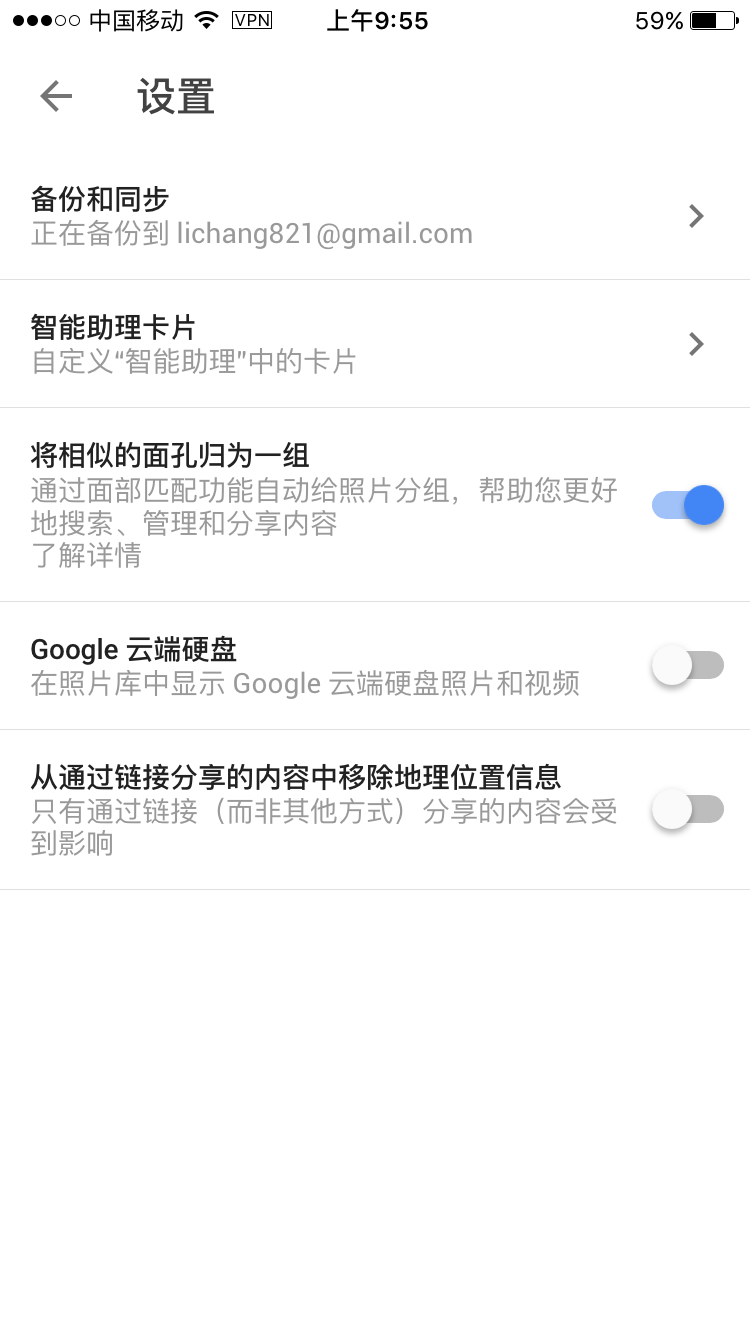 中国移动 VPN 上午9:55 59%
设置
备份和同步
正在备份到 lichang821@gmail.com
智能助理卡片
自定义“智能助理”中的卡片
将相似的面孔归为一组
通过面部匹配功能自动给照片分组，帮助您更好
地搜索、管理和分享内容
了解详情
Google 云端硬盘
在照片库中显示 Google 云端硬盘照片和视频
从通过链接分享的内容中移除地理位置信息
只有通过链接（而非其他方式）分享的内容会受
到影响